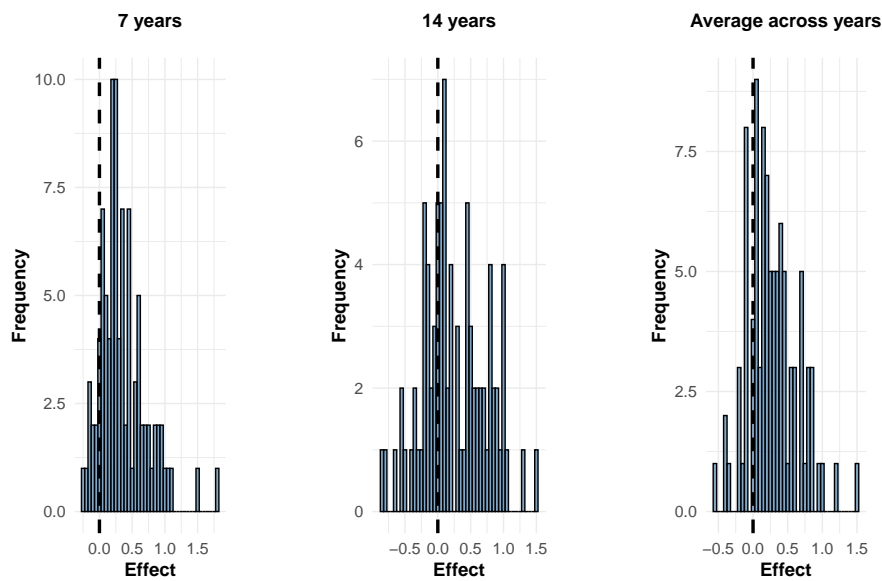 7 years
14 years
Average across years
10.0
7.5
5.0
2.5
0.0
Frequency
0.0 0.5 1.0 1.5
Effect
6
4
2
0
Frequency
−0.5 0.0 0.5 1.0 1.5
Effect
7.5
5.0
2.5
0.0
Frequency
−0.5 0.0 0.5 1.0 1.5
Effect